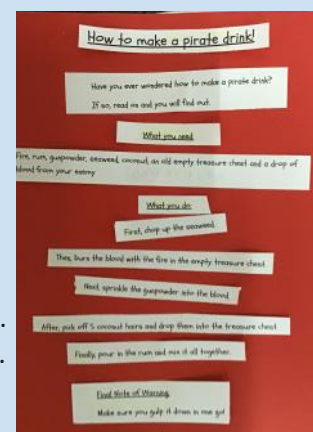 How to make a pirate drink!
Have you ever wondered how to make a pirate drink?
If so, read on and you will find out.
What you need
Fire, rum, gunpowder, seaweed, coconut, an old empty treasure chest and a drop of
blood from your enemy
What you do
First, chop up the seaweed.
Then, burn the blood with the fire in the empty treasure chest
Next, sprinkle the gunpowder into the blood
After, pick off 5 coconut hairs and drop them into the treasure chest
Finally, pour in the rum and mix it all together.
Final Note of Warning
Make sure you gulp it down in one go!